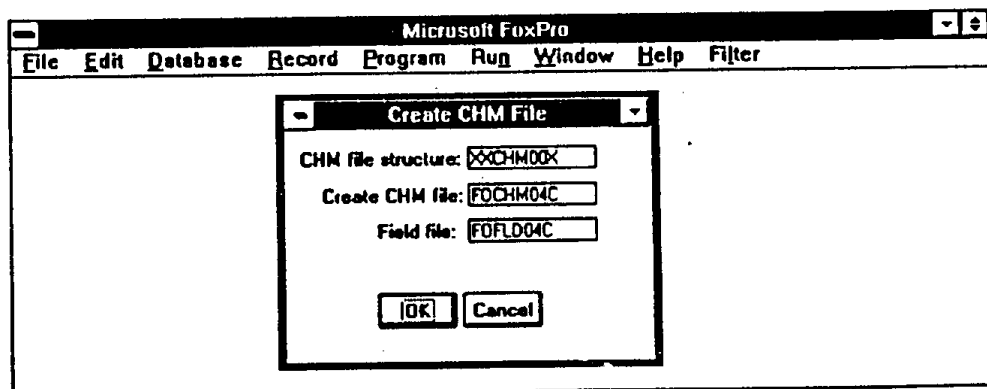 Microsoft FoxPro
File Edit Database Record Program Run Window Help Filter
Create CHM File
CHM file structure: XXCHM00X
Create CHM file: FOCHM04C
Field file: FOFLD04C
OK Cancel